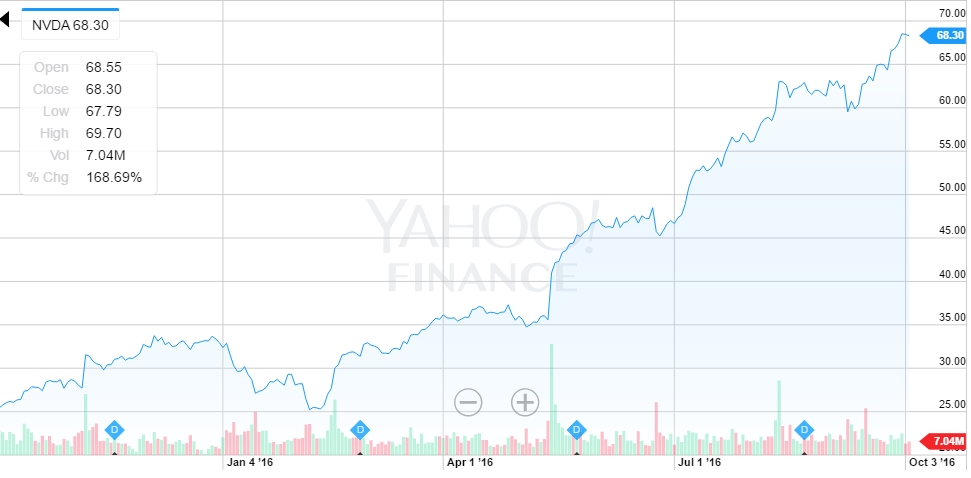 NVDA 68.30
Open 68.55
Close 68.30
Low 67.79
High 69.70
Vol 7.04M
% Chg 168.69%
YAHOO!
FINANCE
70.00
68.30
65.00
60.00
55.00
50.00
45.00
40.00
35.00
30.00
25.00
7.04M
D D D D
Jan 4 '16 Apr 1 '16 Jul 1 '16 Oct 3 '16